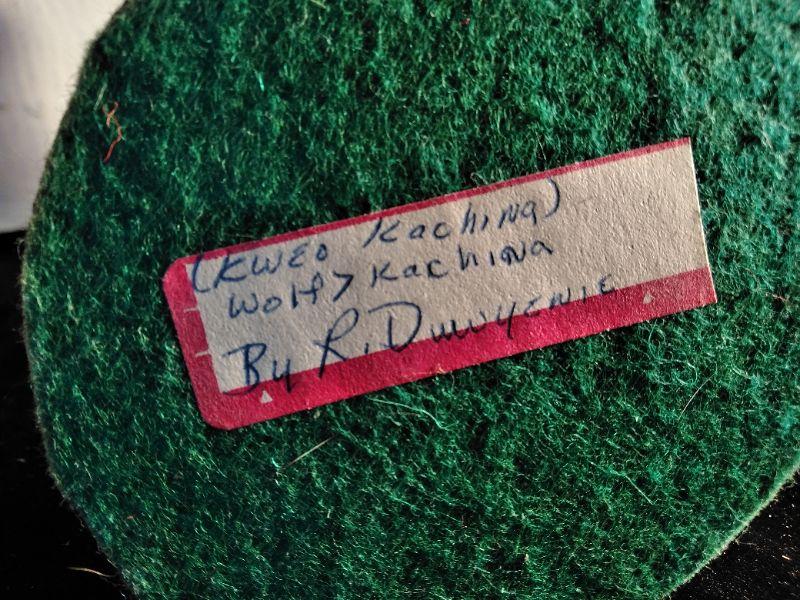 (KWEO Kachina)
Wolf > Kachina
By R. Duwyenie